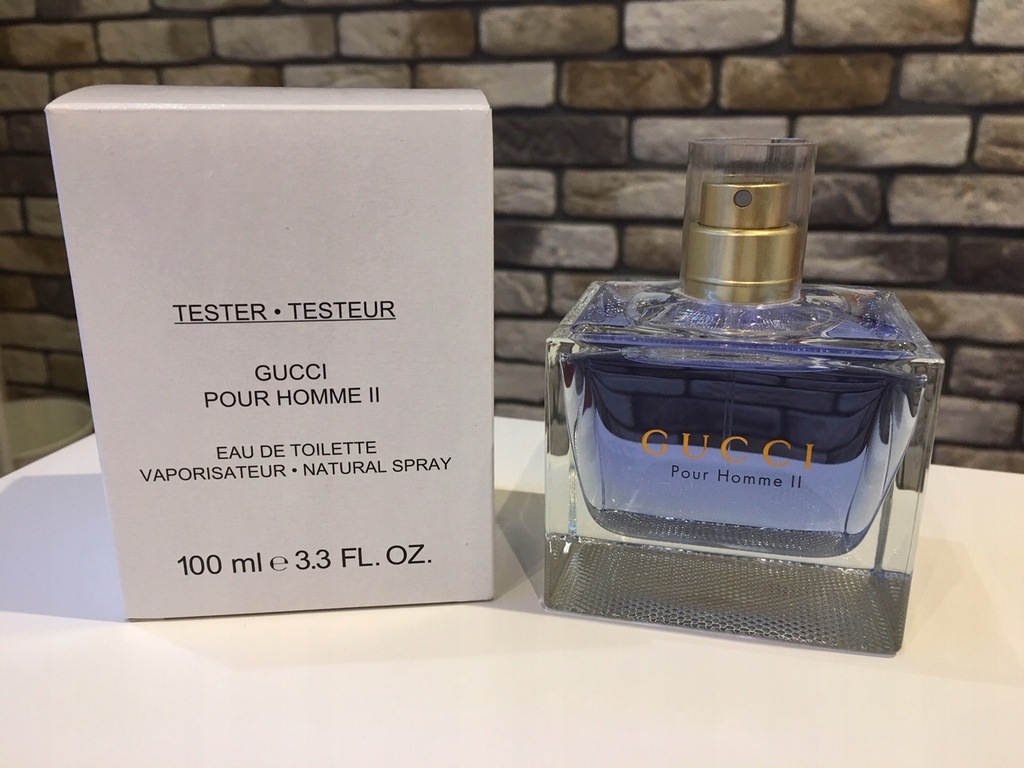 TESTER • TESTEUR
GUCCI
POUR HOMME II
EAU DE TOILETTE
VAPORISATEUR • NATURAL SPRAY
100 ml ℮ 3.3 FL. OZ.
GUCCI
Pour Homme II